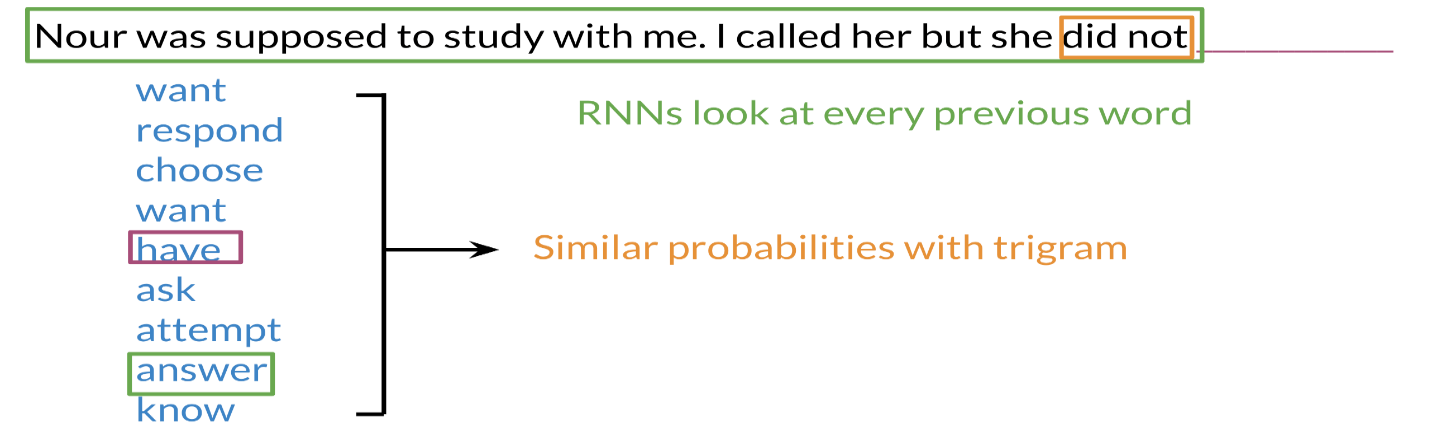 Nour was supposed to study with me. I called her but she did not
want
RNNs look at every previous word
respond
choose
want
have
Similar probabilities with trigram
ask
attempt
answer
know